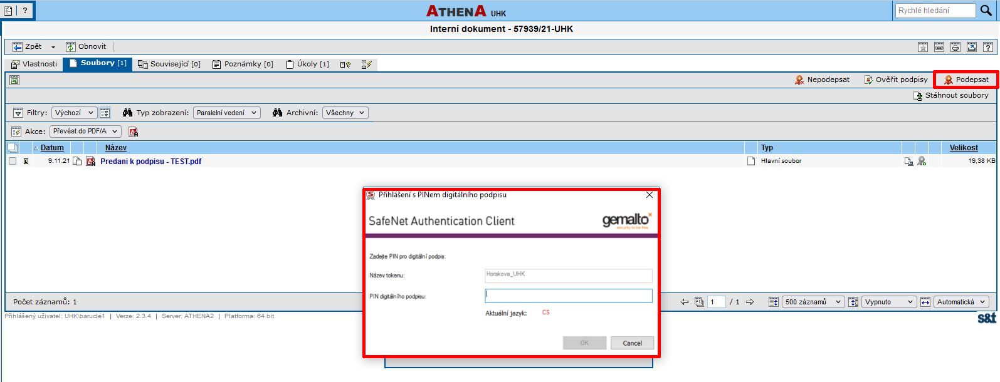 ?
ATHENA UHK
Rychlé hledání
Interní dokument - 57939/21-UHK
Zpět Obnovit ?
Vlastnosti Soubory [1] Související [0] Poznámky [0] Úkoly [1]
Nepodepsat Ověřit podpisy Podepsat
Stáhnout soubory
Filtry: Výchozí Typ zobrazení: Paralelní vedení Archivní: Všechny
Akce: Převést do PDF/A
Datum Název Typ Velikost
E 9.11.21 Predani k podpisu - TEST.pdf Hlavní soubor 19,38 KB
Přihlášení s PINem digitálního podpisu
SafeNet Authentication Client gemalto
security to be free
Zadejte PIN pro digitální podpis:
Název tokenu: Horakova_UHK
PIN digitálního podpisu:
Aktuální jazyk: CS
OK Cancel
Počet záznamů: 1 1 / 1 500 záznamů Vypnuto Automatická
Přihlášený uživatel: UHK\barucle1 | Verze: 2.3.4 | Server: ATHENA2 | Platforma: 64 bit
s&t